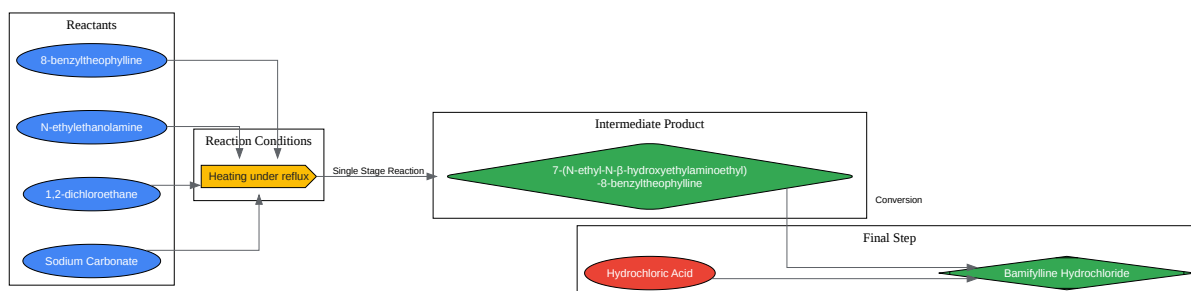 Reactants
8-benzyltheophylline
N-ethylethanolamine
1,2-dichloroethane
Sodium Carbonate
Reaction Conditions
Heating under reflux
Single Stage Reaction
Intermediate Product
7-(N-ethyl-N-β-hydroxyethylaminoethyl)
-8-benzyltheophylline
Conversion
Final Step
Hydrochloric Acid
Bamifylline Hydrochloride